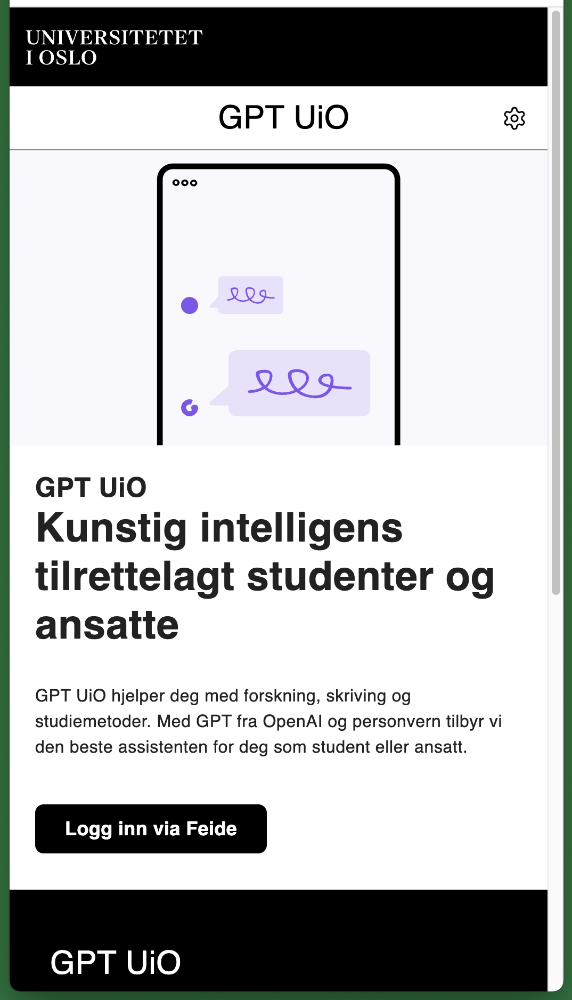 UNIVERSITETET
I OSLO
GPT UiO
GPT UiO
Kunstig intelligens
tilrettelagt studenter og
ansatte
GPT UiO hjelper deg med forskning, skriving og
studiemetoder. Med GPT fra OpenAI og personvern tilbyr vi
den beste assistenten for deg som student eller ansatt.
Logg inn via Feide
GPT UiO